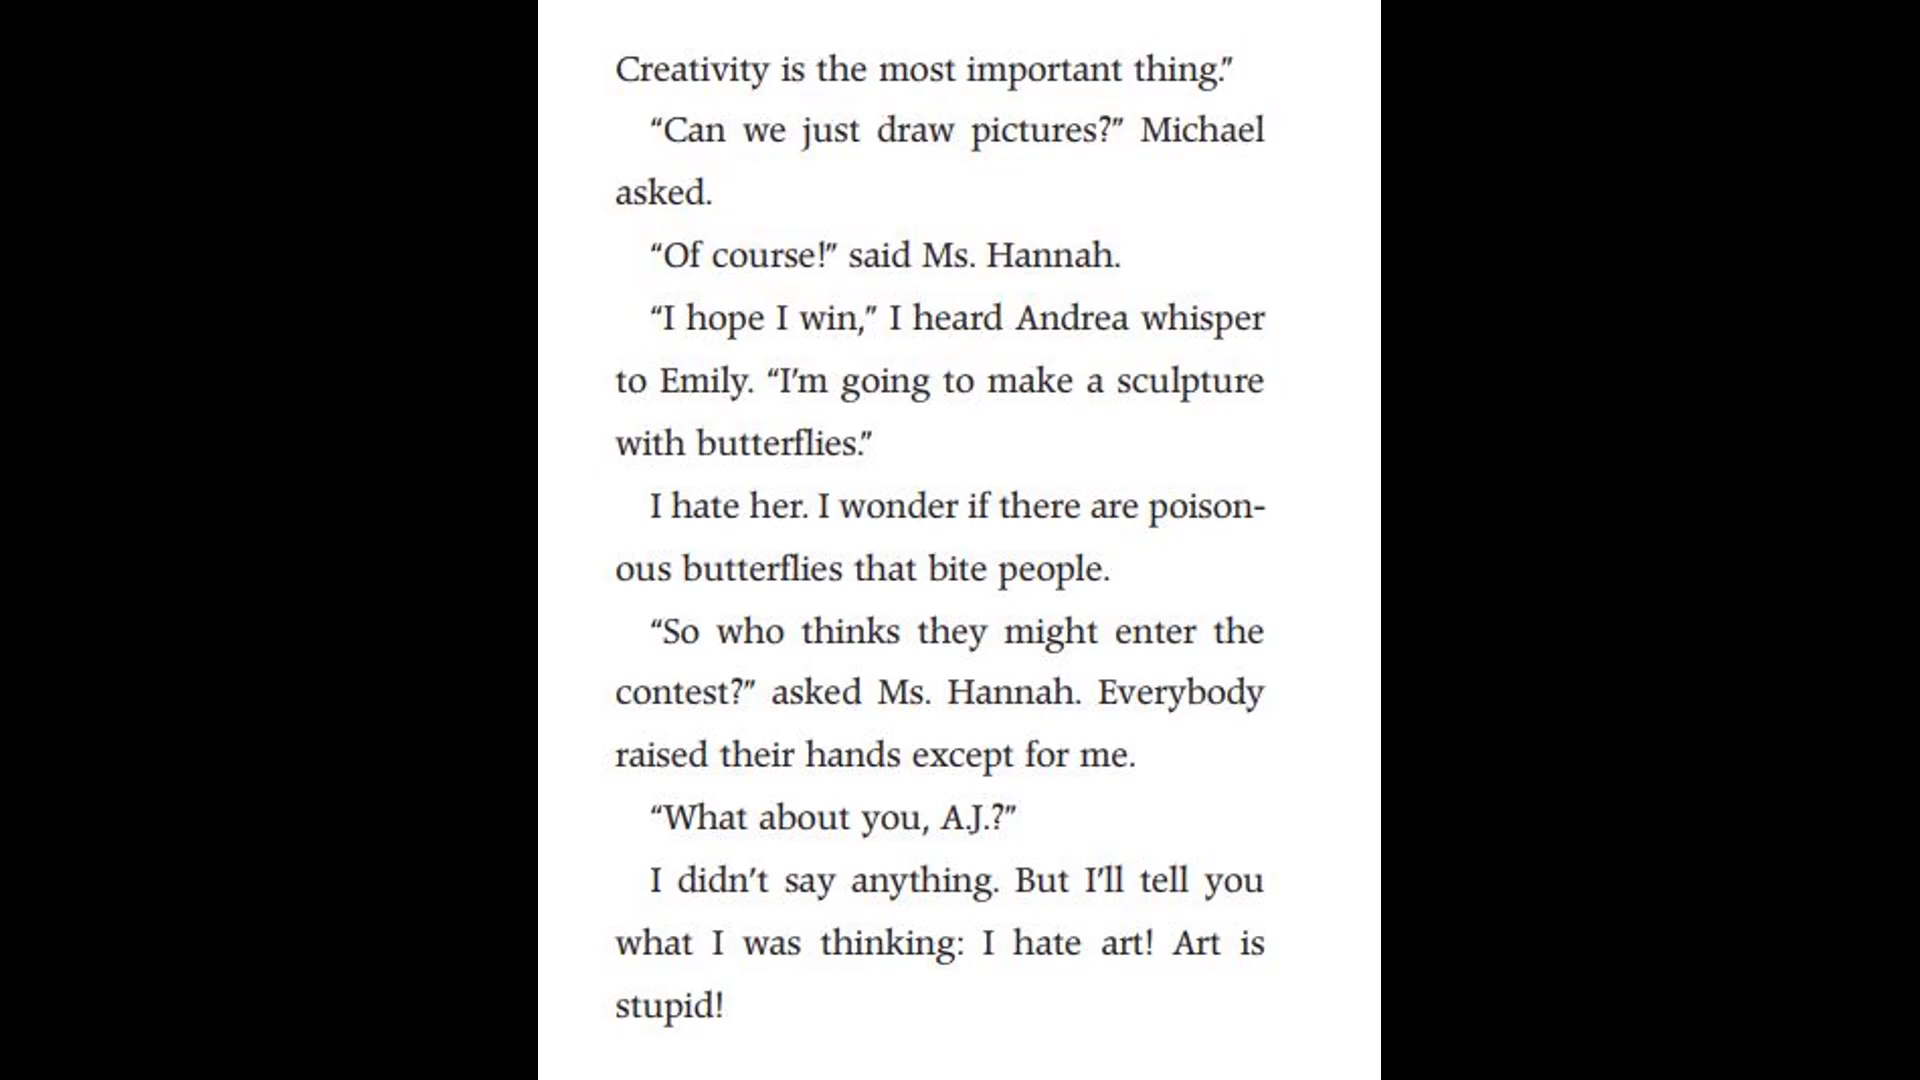 Creativity is the most important thing.”
“Can we just draw pictures?” Michael
asked.
“Of course!” said Ms. Hannah.
“I hope I win,” I heard Andrea whisper
to Emily. “I’m going to make a sculpture
with butterflies.”
I hate her. I wonder if there are poison-
ous butterflies that bite people.
“So who thinks they might enter the
contest?” asked Ms. Hannah. Everybody
raised their hands except for me.
“What about you, A.J.?”
I didn’t say anything. But I’ll tell you
what I was thinking: I hate art! Art is
stupid!